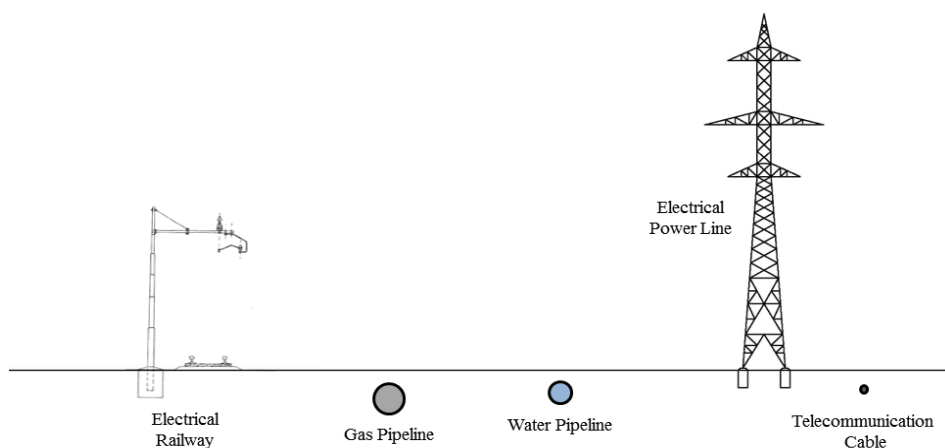 Electrical
Power Line
Electrical
Railway
Gas Pipeline
Water Pipeline
Telecommunication
Cable